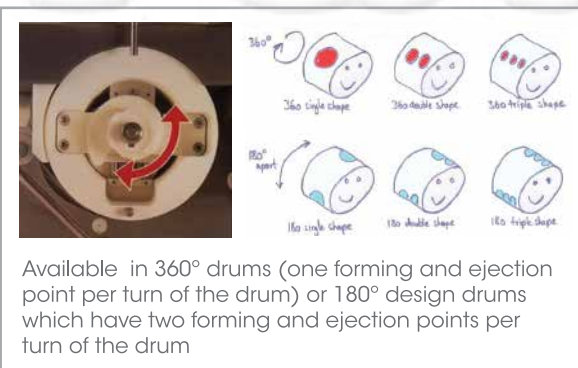 360°
360 single shape
360 double shape
360 triple shape
180°
apart
180 single shape
180 double shape
180 triple shape
Available in 360° drums (one forming and ejection
point per turn of the drum) or 180° design drums
which have two forming and ejection points per
turn of the drum